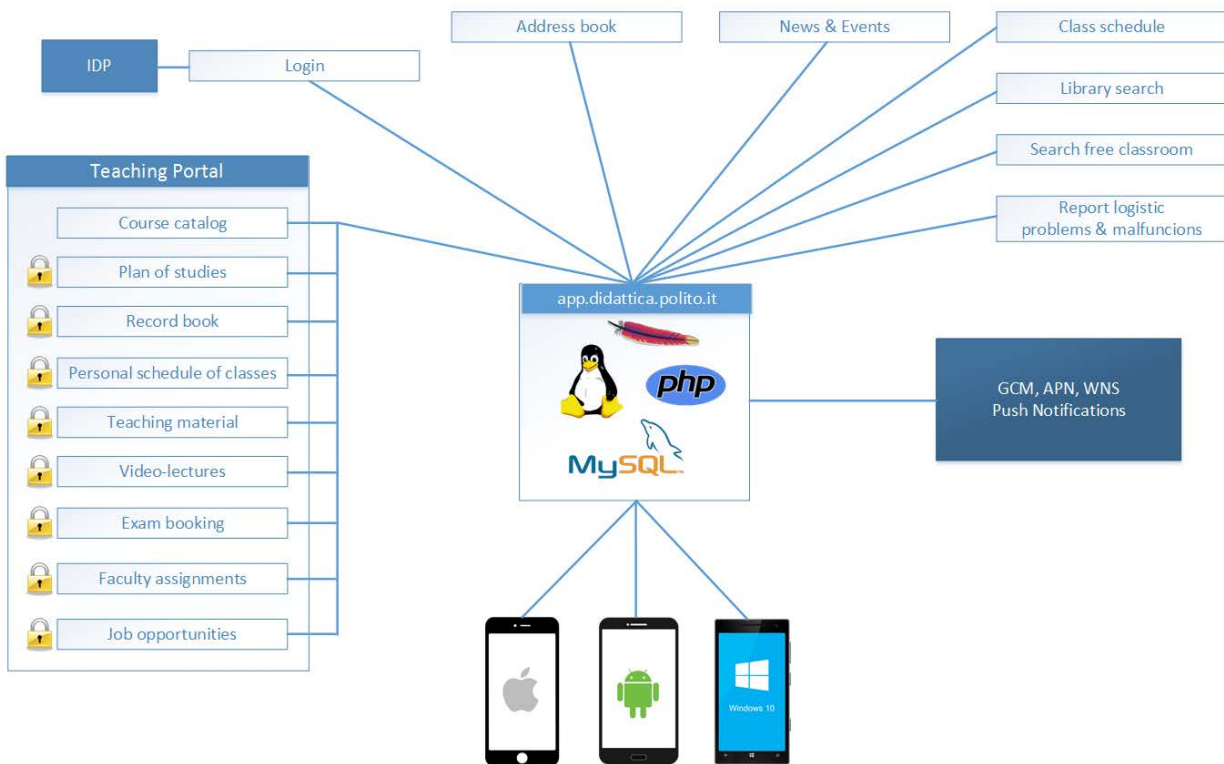 Address book
News & Events
Class schedule
IDP
Login
Library search
Search free classroom
Report logistic
problems & malfuncions
Teaching Portal
Course catalog
Plan of studies
Record book
Personal schedule of classes
Teaching material
Video-lectures
Exam booking
Faculty assignments
Job opportunities
app.didattica.polito.it
php
MySQL
GCM, APN, WNS
Push Notifications
Windows 10